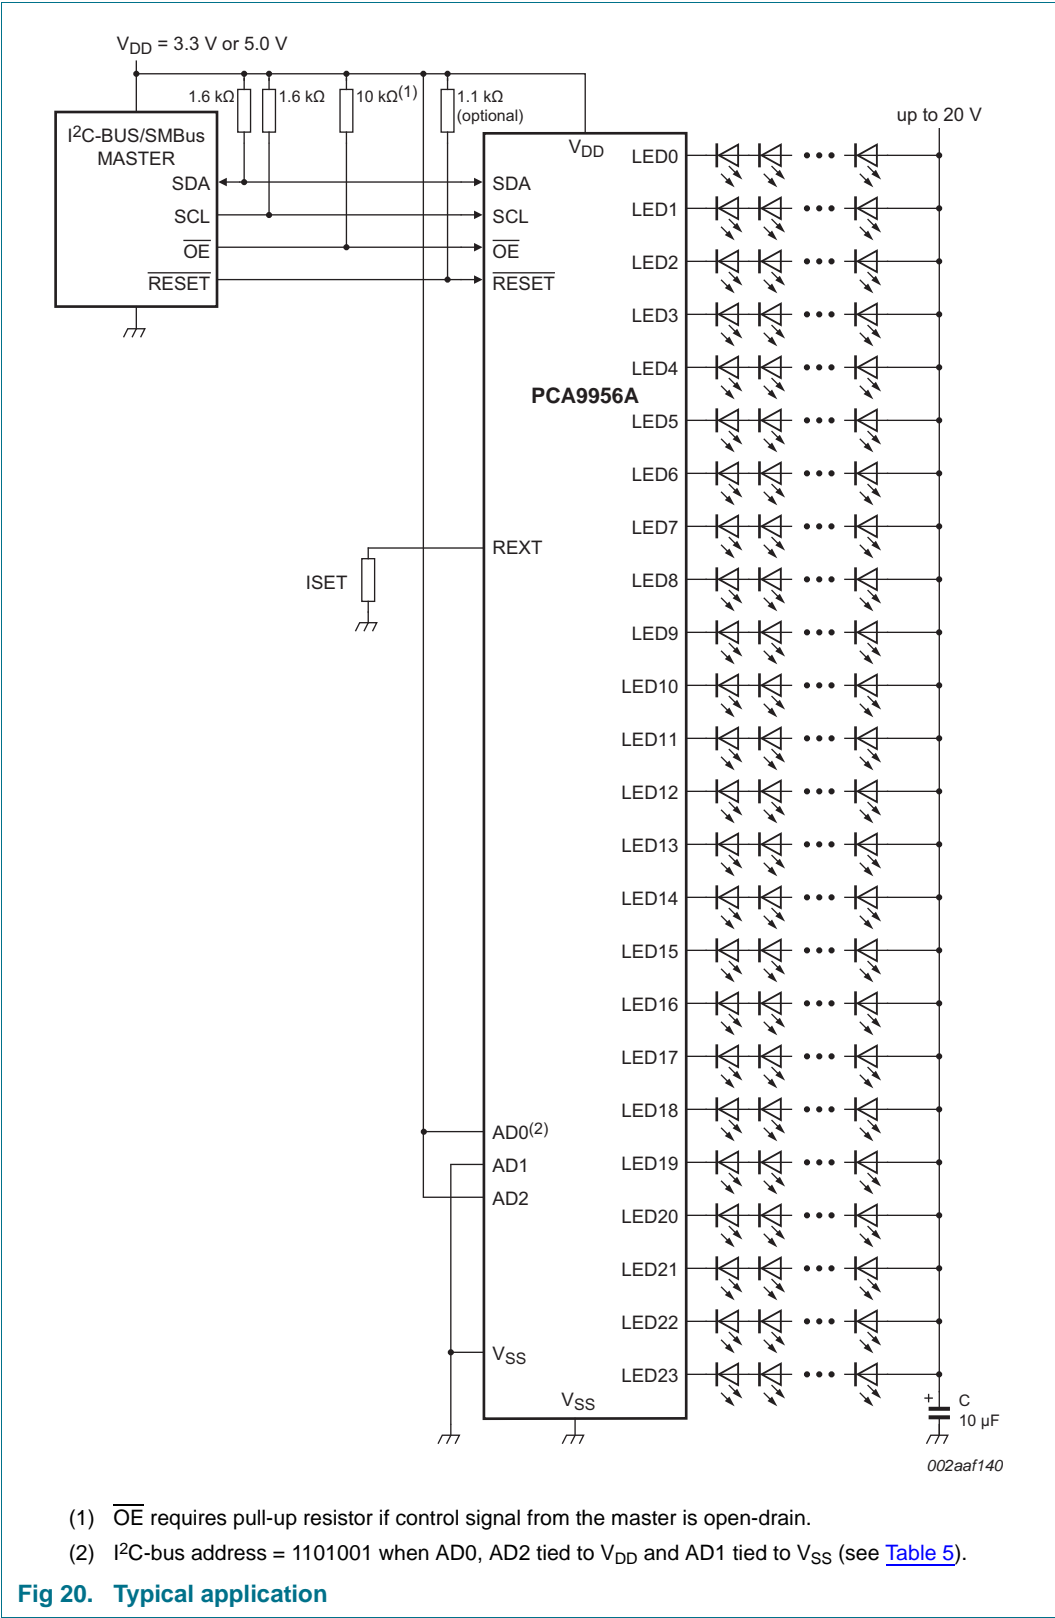 VDD = 3.3 V or 5.0 V
1.6 kΩ
1.6 kΩ
10 kΩ(1)
1.1 kΩ
(optional)
up to 20 V
I2C-BUS/SMBus
MASTER
SDA
SCL
OE
RESET
VDD
SDA
SCL
OE
RESET
PCA9956A
REXT
ISET
AD0(2)
AD1
AD2
VSS
VSS
LED0
LED1
LED2
LED3
LED4
LED5
LED6
LED7
LED8
LED9
LED10
LED11
LED12
LED13
LED14
LED15
LED16
LED17
LED18
LED19
LED20
LED21
LED22
LED23
+
C
10 µF
002aaf140
(1) OE requires pull-up resistor if control signal from the master is open-drain.
(2) I2C-bus address = 1101001 when AD0, AD2 tied to VDD and AD1 tied to VSS (see Table 5).
Fig 20. Typical application